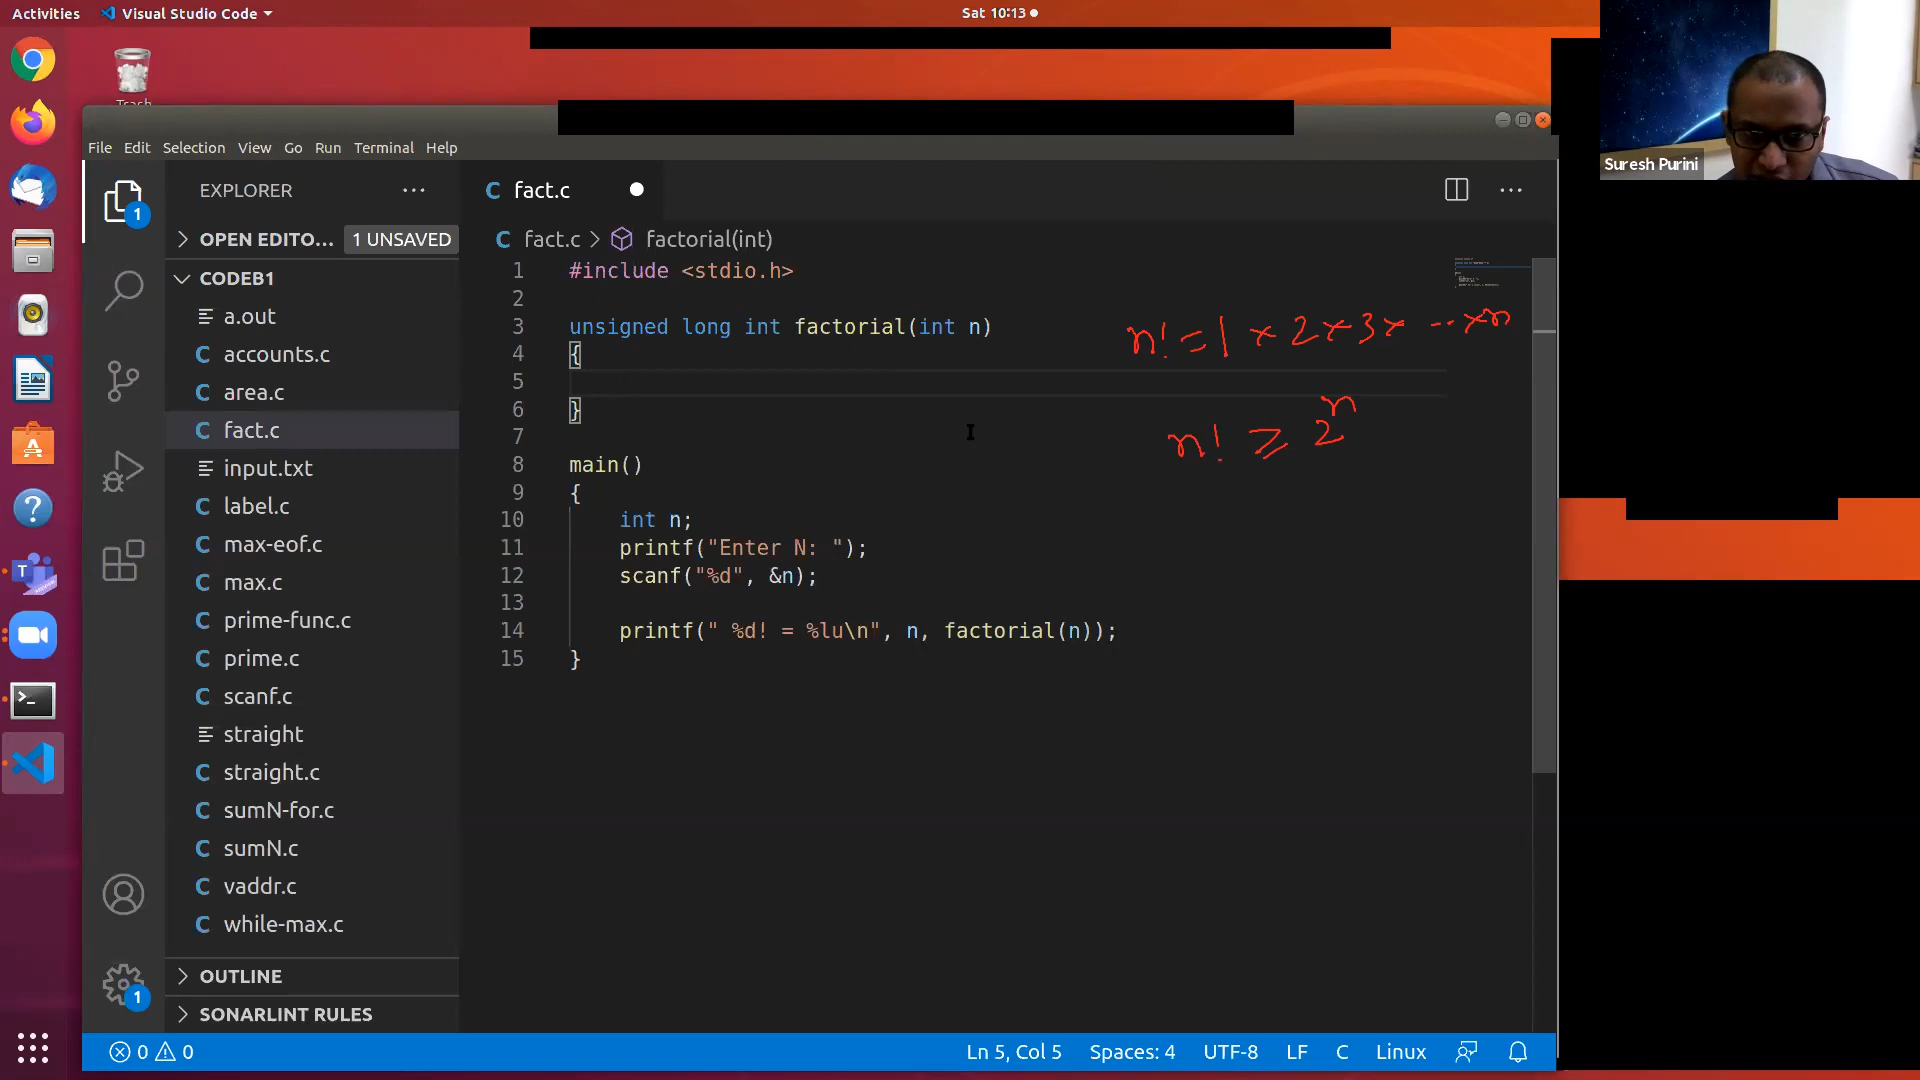 Activities Visual Studio Code Sat 10:13
Trash
Suresh Purini
File Edit Selection View Go Run Terminal Help
1
EXPLORER ···
OPEN EDITO... 1 UNSAVED
CODEB1
a.out
C accounts.c
C area.c
C fact.c
input.txt
C label.c
C max-eof.c
C max.c
C prime-func.c
C prime.c
C scanf.c
straight
C straight.c
C sumN-for.c
C sumN.c
C vaddr.c
C while-max.c
OUTLINE
SONARLINT RULES
1
C fact.c ···
C fact.c > factorial(int)
1 #include <stdio.h>
2
3 unsigned long int factorial(int n)
4 {
5
6 }
7
8 main()
9 {
10 int n;
11 printf("Enter N: ");
12 scanf("%d", &n);
13
14 printf(" %d! = %lu\n", n, factorial(n));
15 }
n! = 1 × 2 × 3 × ... × n
n! ≥ 2^n
0 0 Ln 5, Col 5 Spaces: 4 UTF-8 LF C Linux